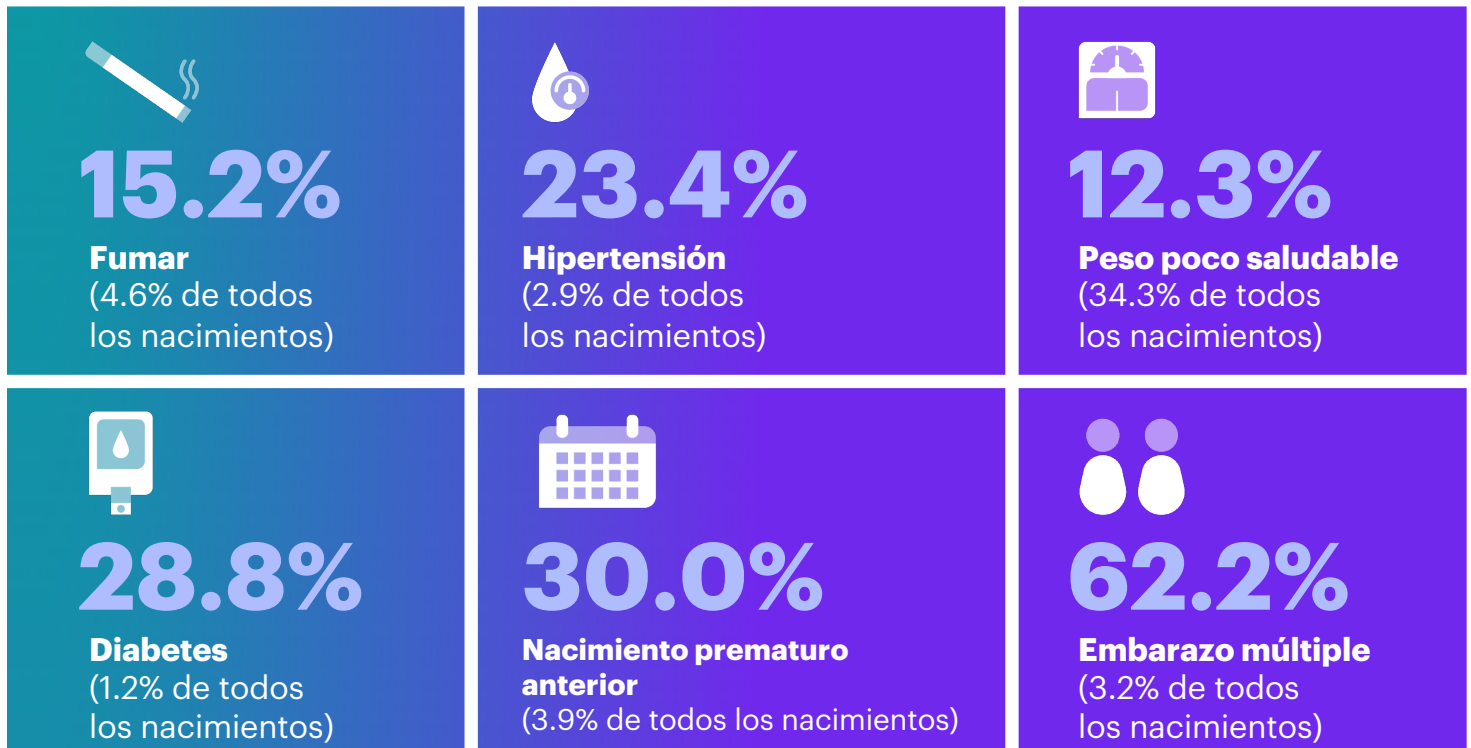 15.2%
Fumar
(4.6% de todos
los nacimientos)
23.4%
Hipertensión
(2.9% de todos
los nacimientos)
12.3%
Peso poco saludable
(34.3% de todos
los nacimientos)
28.8%
Diabetes
(1.2% de todos
los nacimientos)
30.0%
Nacimiento prematuro
anterior
(3.9% de todos los nacimientos)
62.2%
Embarazo múltiple
(3.2% de todos
los nacimientos)